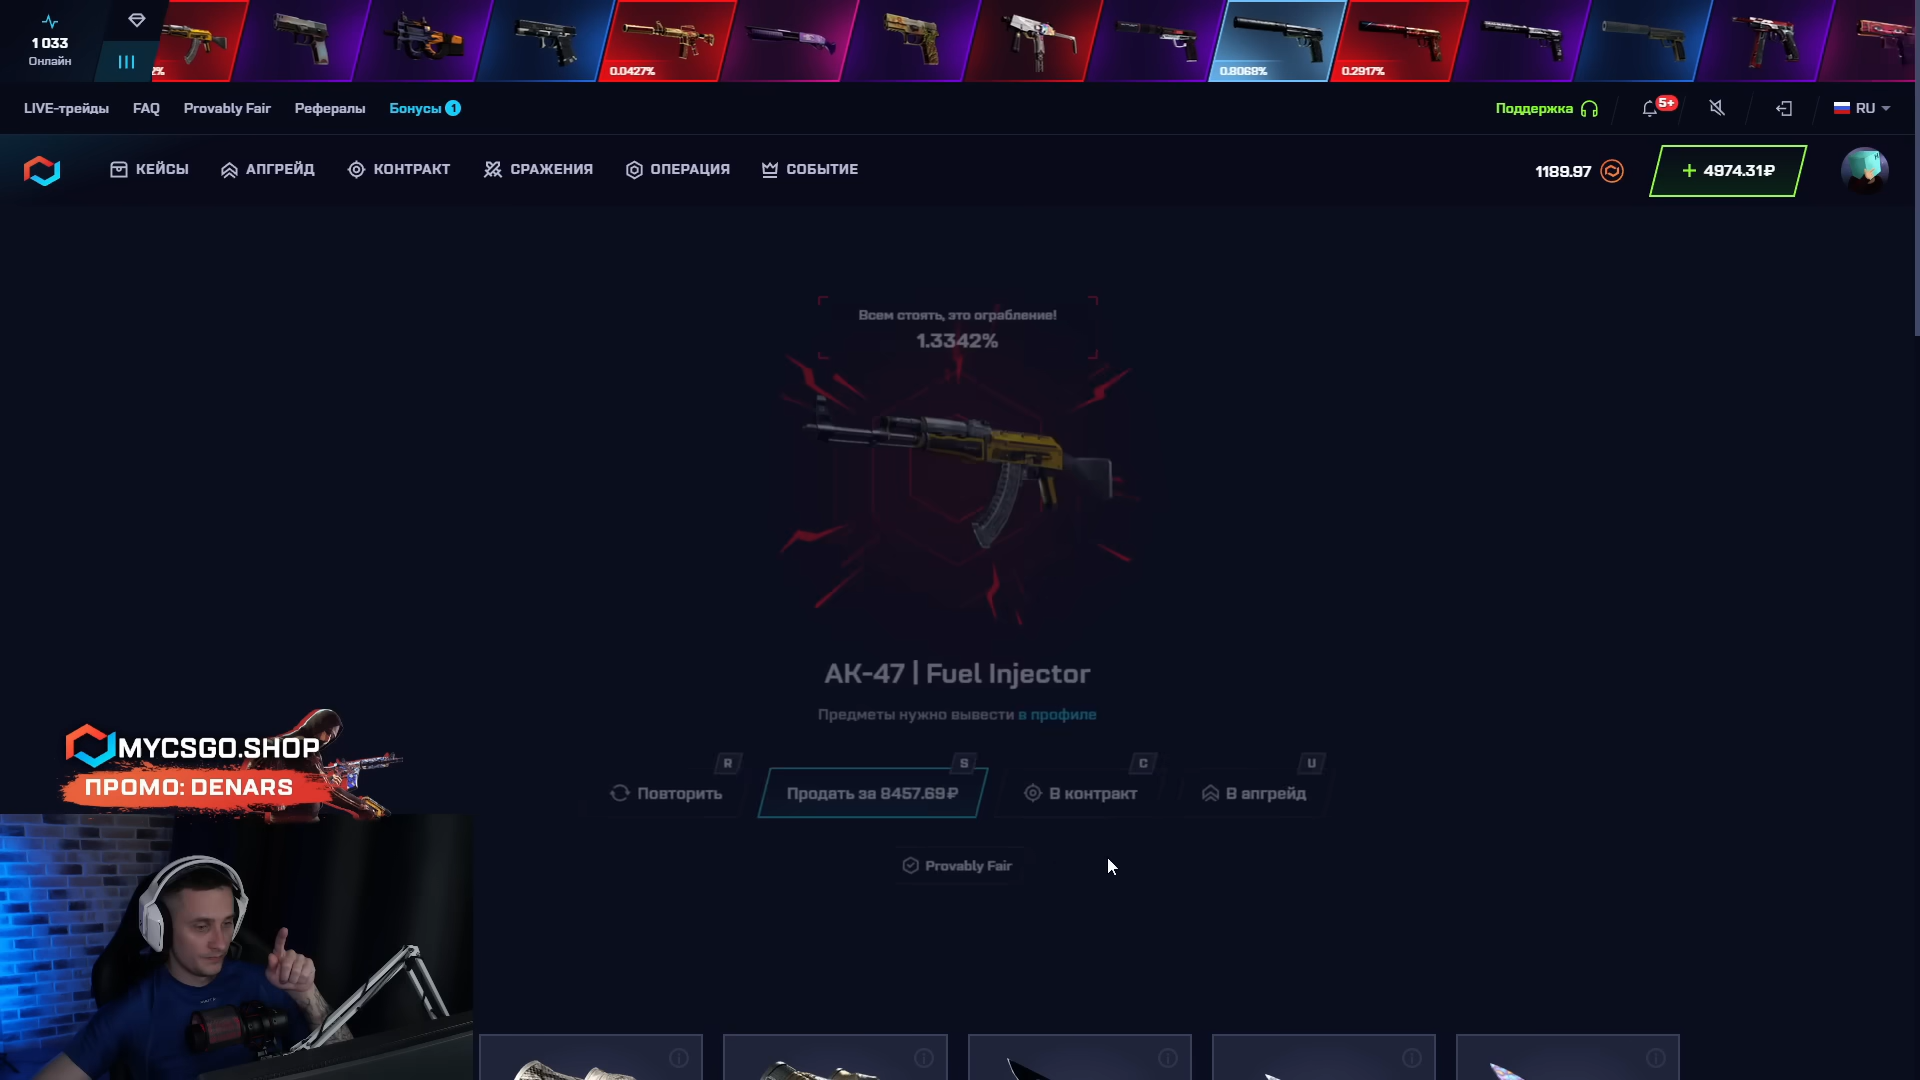 1 033
Онлайн
2%
0.0427%
0.8068%
0.2917%
LIVE-трейды
FAQ
Provably Fair
Рефералы
Бонусы 1
Поддержка
5+
RU
КЕЙСЫ
АПГРЕЙД
КОНТРАКТ
СРАЖЕНИЯ
ОПЕРАЦИЯ
СОБЫТИЕ
1189.97
+ 4974.31₽
Всем стоять, это ограбление!
1.3342%
AK-47 | Fuel Injector
Предметы нужно вывести в профиле
R
S
C
U
Повторить
Продать за 8457.69₽
В контракт
В апгрейд
Provably Fair
MYCSGO.SHOP
ПРОМО: DENARS